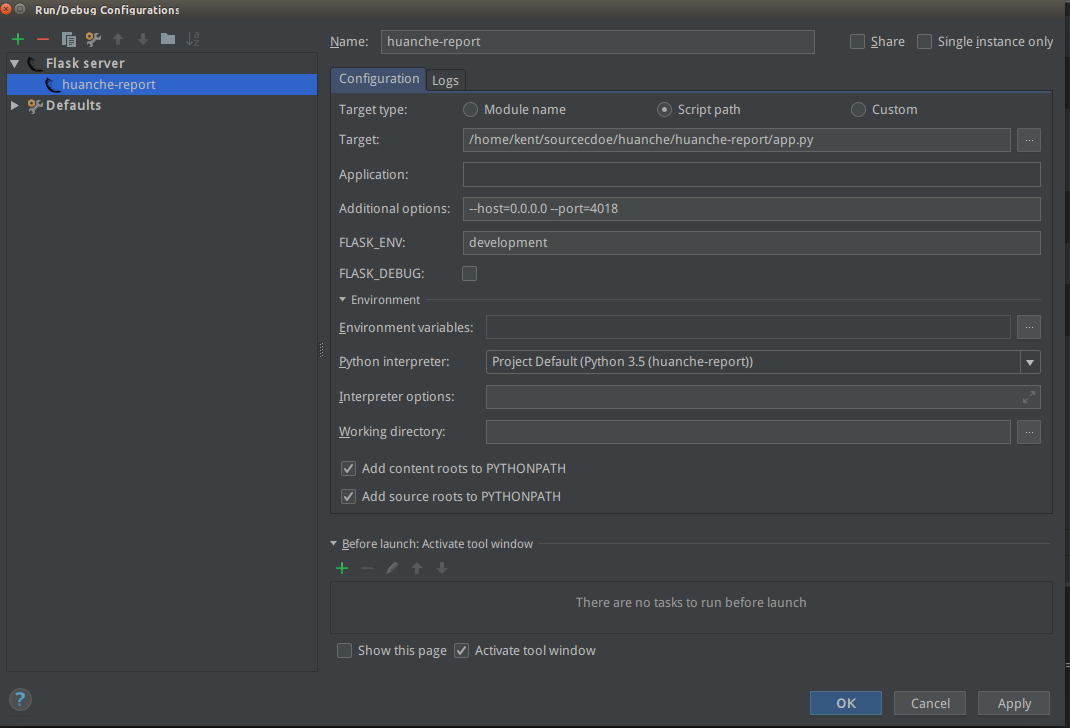 Run/Debug Configurations
Name: huanche-report
Share
Single instance only
Flask server
huanche-report
Defaults
Configuration
Logs
Target type:
Module name
Script path
Custom
Target: /home/kent/sourcecdoe/huanche/huanche-report/app.py ...
Application:
Additional options: --host=0.0.0.0 --port=4018
FLASK_ENV: development
FLASK_DEBUG:
Environment
Environment variables: ...
Python interpreter: Project Default (Python 3.5 (huanche-report))
Interpreter options:
Working directory: ...
Add content roots to PYTHONPATH
Add source roots to PYTHONPATH
Before launch: Activate tool window
There are no tasks to run before launch
Show this page
Activate tool window
?
OK
Cancel
Apply